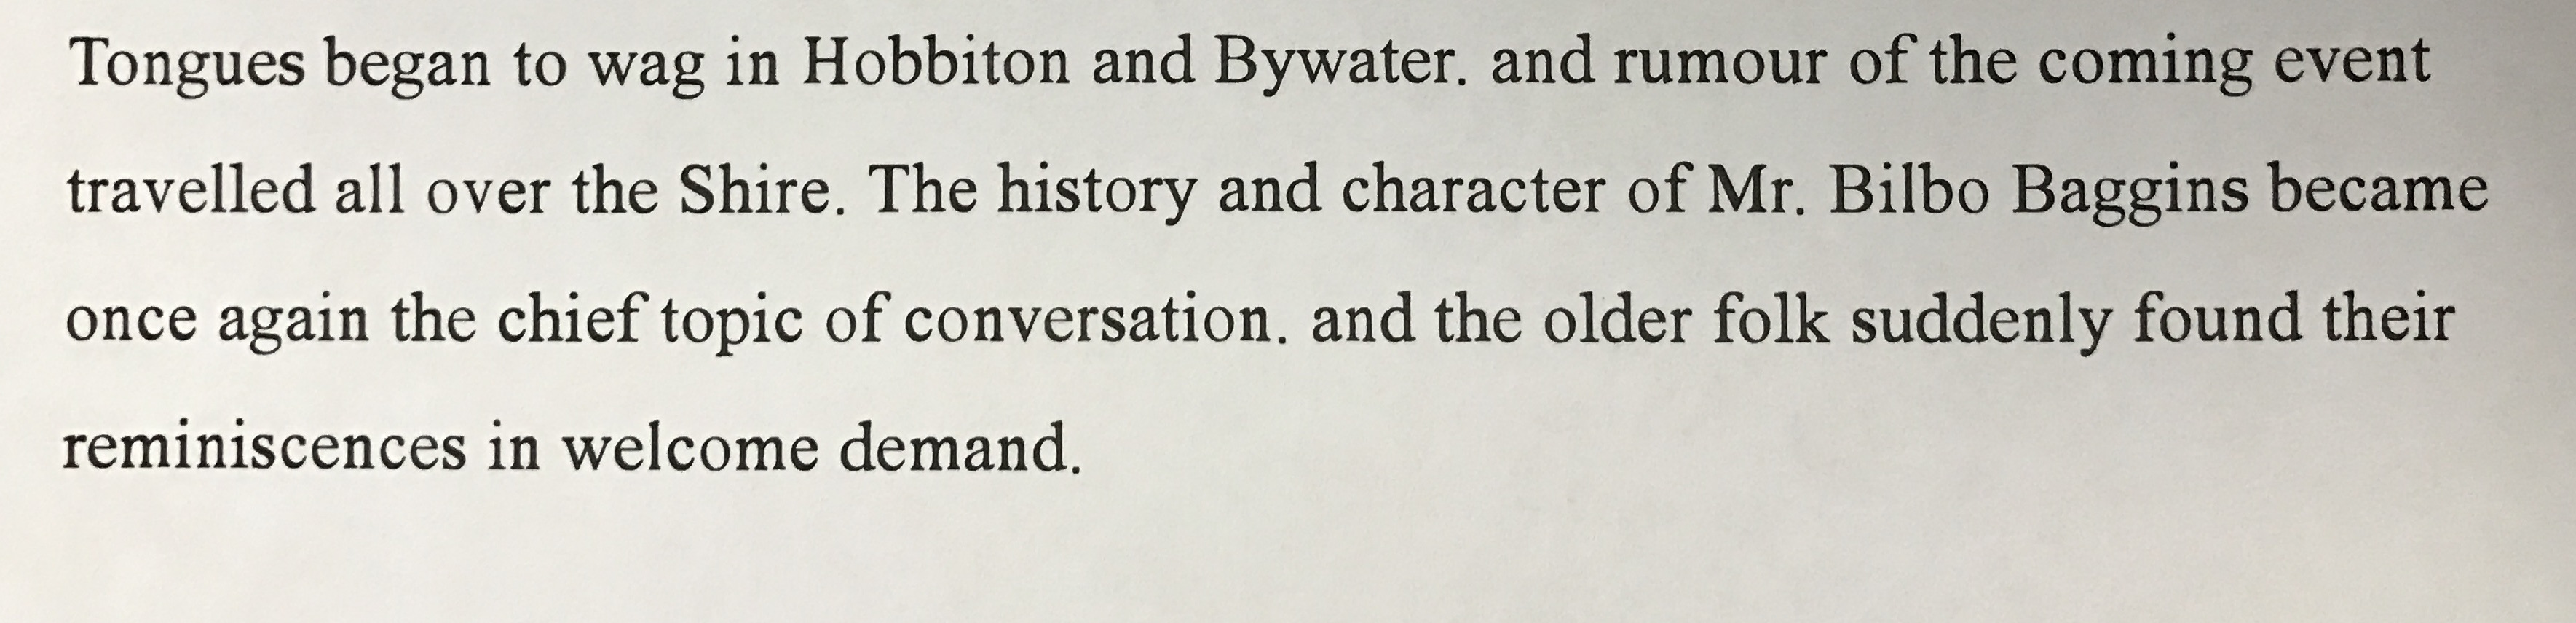 Tongues began to wag in Hobbiton and Bywater. and rumour of the coming event
travelled all over the Shire. The history and character of Mr. Bilbo Baggins became
once again the chief topic of conversation. and the older folk suddenly found their
reminiscences in welcome demand.